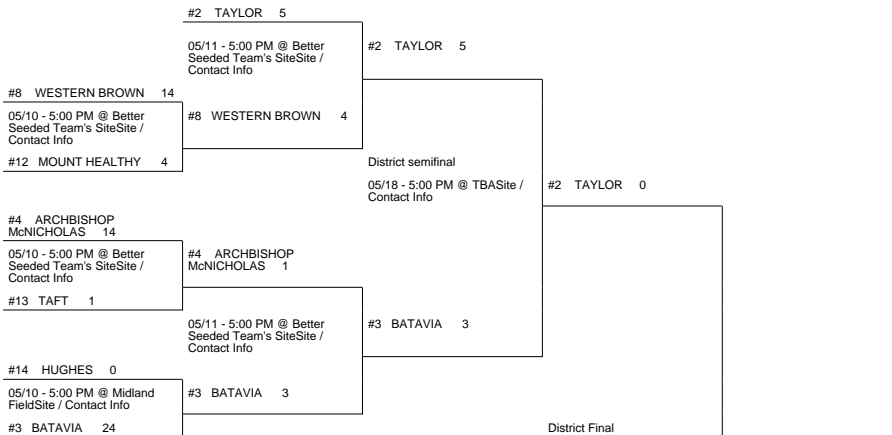 #2 TAYLOR 5
05/11 - 5:00 PM @ Better
Seeded Team's SiteSite /
Contact Info
#2 TAYLOR 5
#8 WESTERN BROWN 14
05/10 - 5:00 PM @ Better
Seeded Team's SiteSite /
Contact Info
#8 WESTERN BROWN 4
#12 MOUNT HEALTHY 4
District semifinal
05/18 - 5:00 PM @ TBASite /
Contact Info
#2 TAYLOR 0
#4 ARCHBISHOP
McNICHOLAS 14
05/10 - 5:00 PM @ Better
Seeded Team's SiteSite /
Contact Info
#4 ARCHBISHOP
McNICHOLAS 1
#13 TAFT 1
05/11 - 5:00 PM @ Better
Seeded Team's SiteSite /
Contact Info
#3 BATAVIA 3
#14 HUGHES 0
05/10 - 5:00 PM @ Midland
FieldSite / Contact Info
#3 BATAVIA 3
#3 BATAVIA 24
District Final